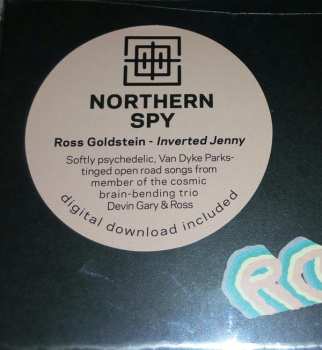 NORTHERN
SPY
Ross Goldstein - Inverted Jenny
Softly psychedelic, Van Dyke Parks-
tinged open road songs from
member of the cosmic
brain-bending trio
Devin Gary & Ross
digital download included